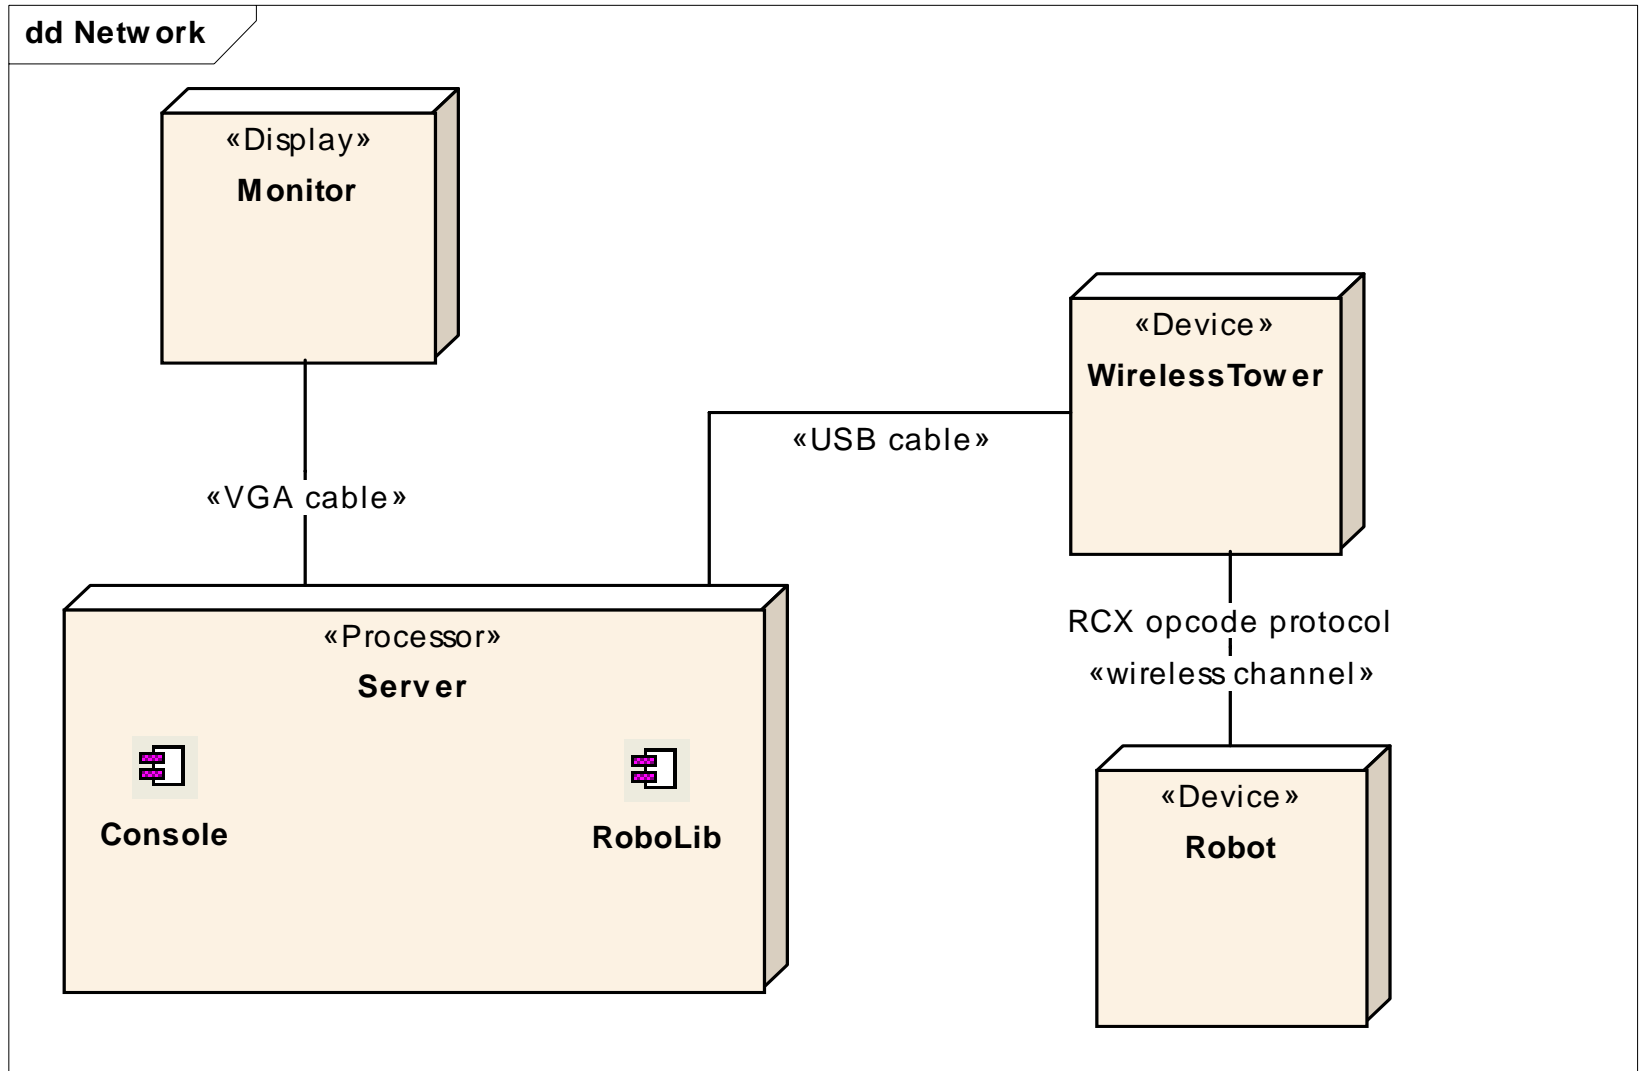 dd Network
«Display»
Monitor
«Device»
WirelessTower
«USB cable»
«VGA cable»
RCX opcode protocol
«wireless channel»
«Processor»
Server
Console
RoboLib
«Device»
Robot